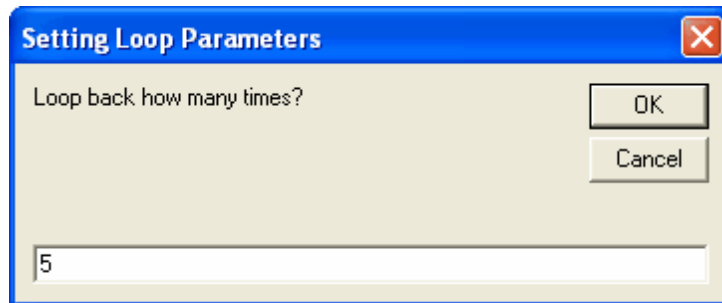 Setting Loop Parameters
Loop back how many times?
OK
Cancel
5